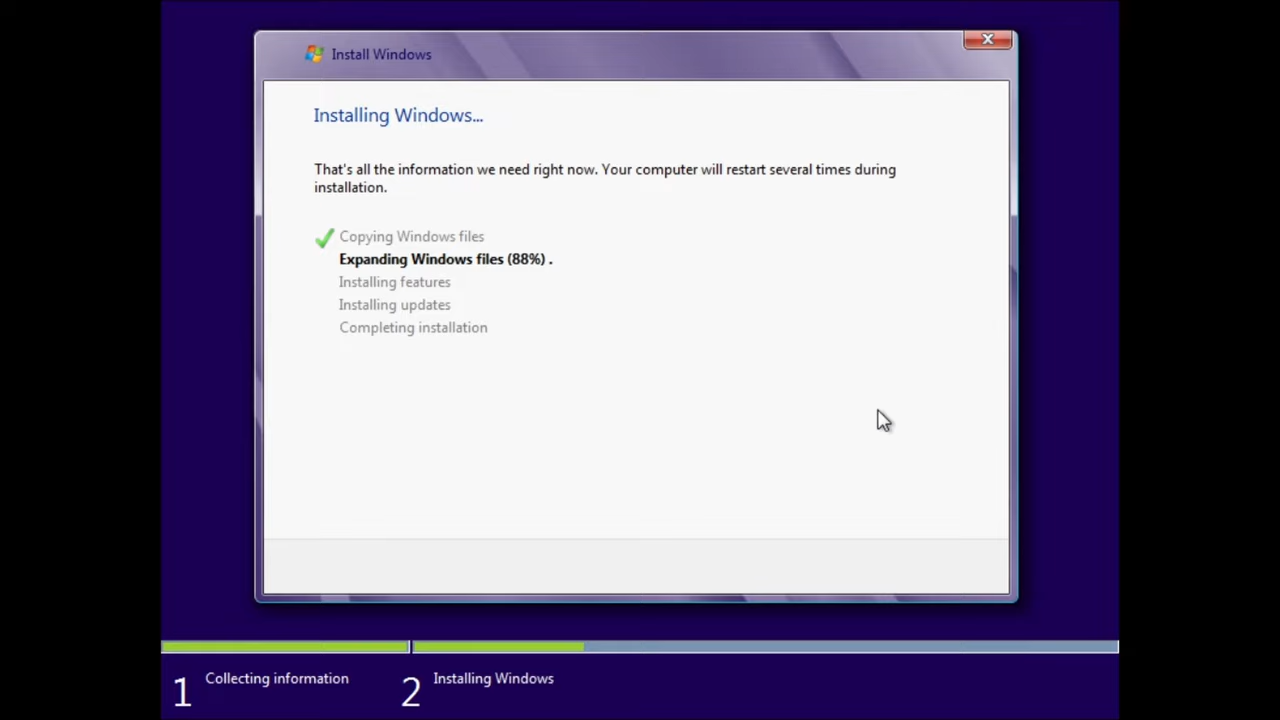 Install Windows
Installing Windows...
That's all the information we need right now. Your computer will restart several times during
installation.
Copying Windows files
Expanding Windows files (88%) .
Installing features
Installing updates
Completing installation
1 Collecting information 2 Installing Windows